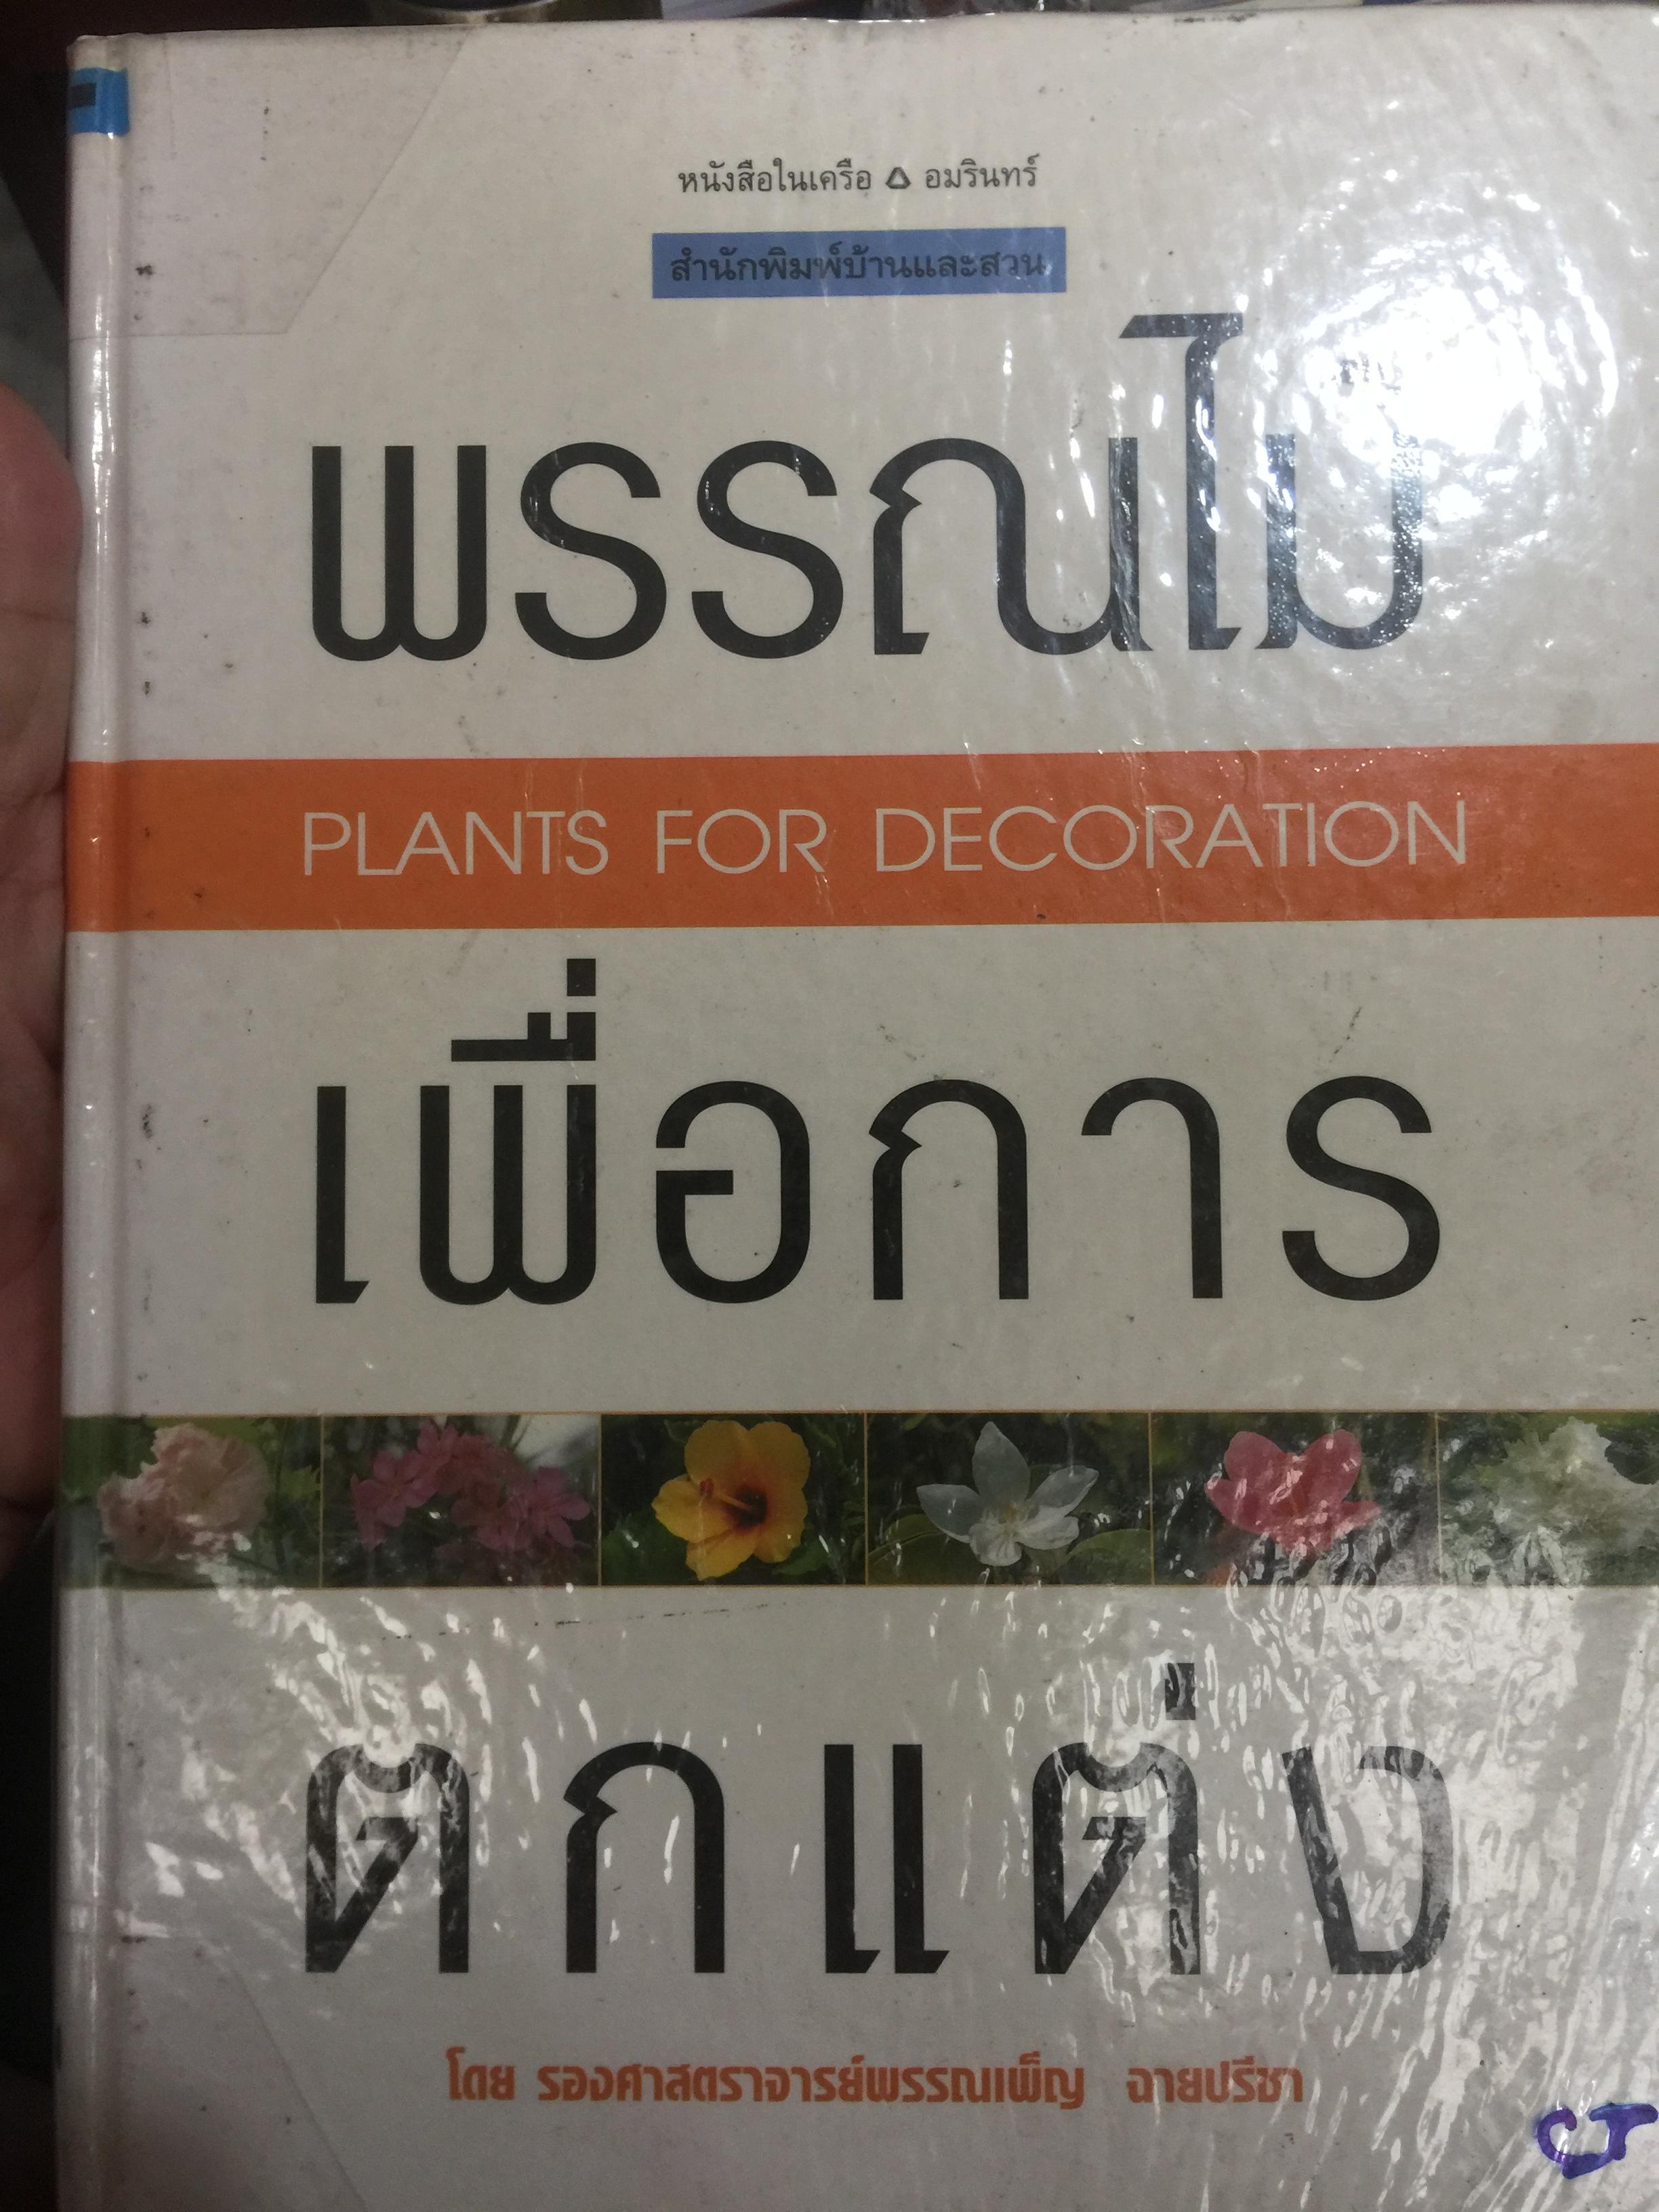 หนังสือในเครือ อมรินทร์
สำนักพิมพ์บ้านและสวน
พรรณไม้
PLANTS FOR DECORATION
เพื่อการ
ตกแต่ง
โดย รองศาสตราจารย์พรรณเพ็ญ ฉายปรีชา